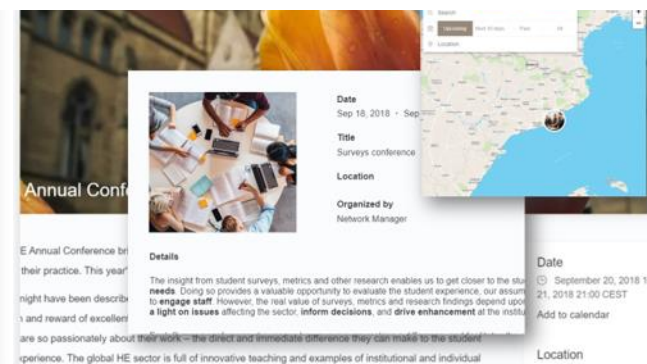 Search
Upcoming Next 30 days Past All
Location
+
−
Annual Conf
Date
Sep 18, 2018 • Sep
Title
Surveys conference
Location
Organized by
Network Manager
Details
The insight from student surveys, metrics and other research enables us to get closer to the stu
needs. Doing so provides a valuable opportunity to evaluate the student experience, our assum
to engage staff. However, the real value of surveys, metrics and research findings depend upon
a light on issues affecting the sector, inform decisions, and drive enhancement at the institu
E Annual Conference bri
their practice. This year'
night have been describe
n and reward of excellen
are so passionately about their work – the direct and immediate difference they can make to the student
xperience. The global HE sector is full of innovative teaching and examples of institutional and individual
Date
September 20, 2018 1
21, 2018 21:00 CEST
Add to calendar
Location